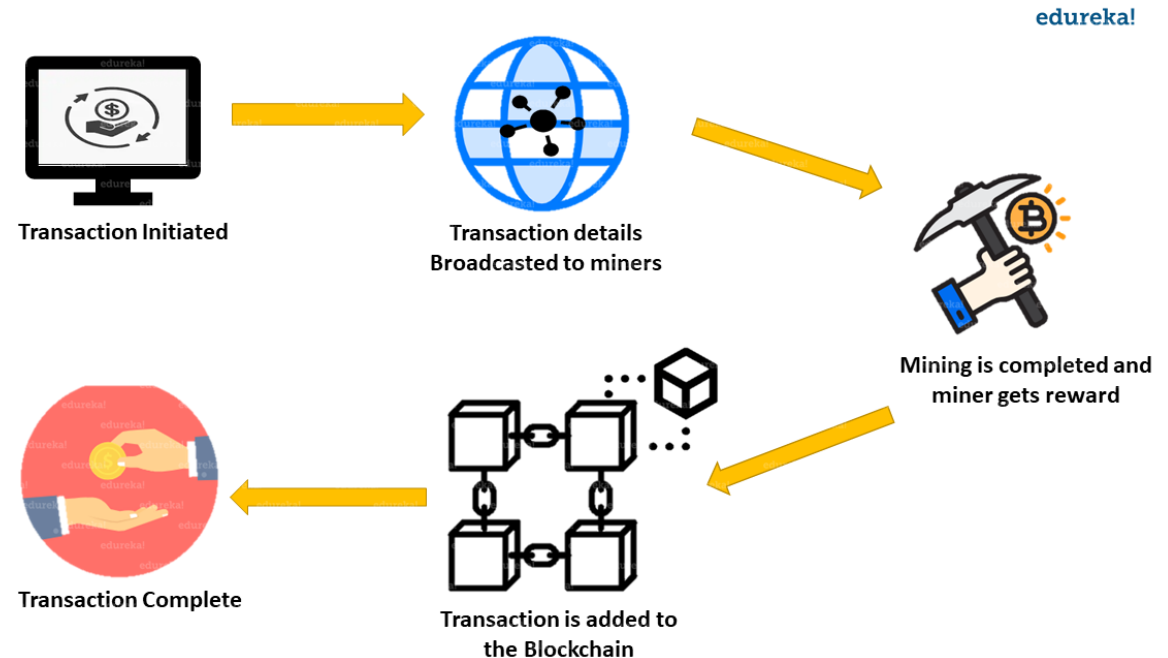 edureka!
Transaction Initiated
Transaction details
Broadcasted to miners
Mining is completed and
miner gets reward
Transaction is added to
the Blockchain
Transaction Complete